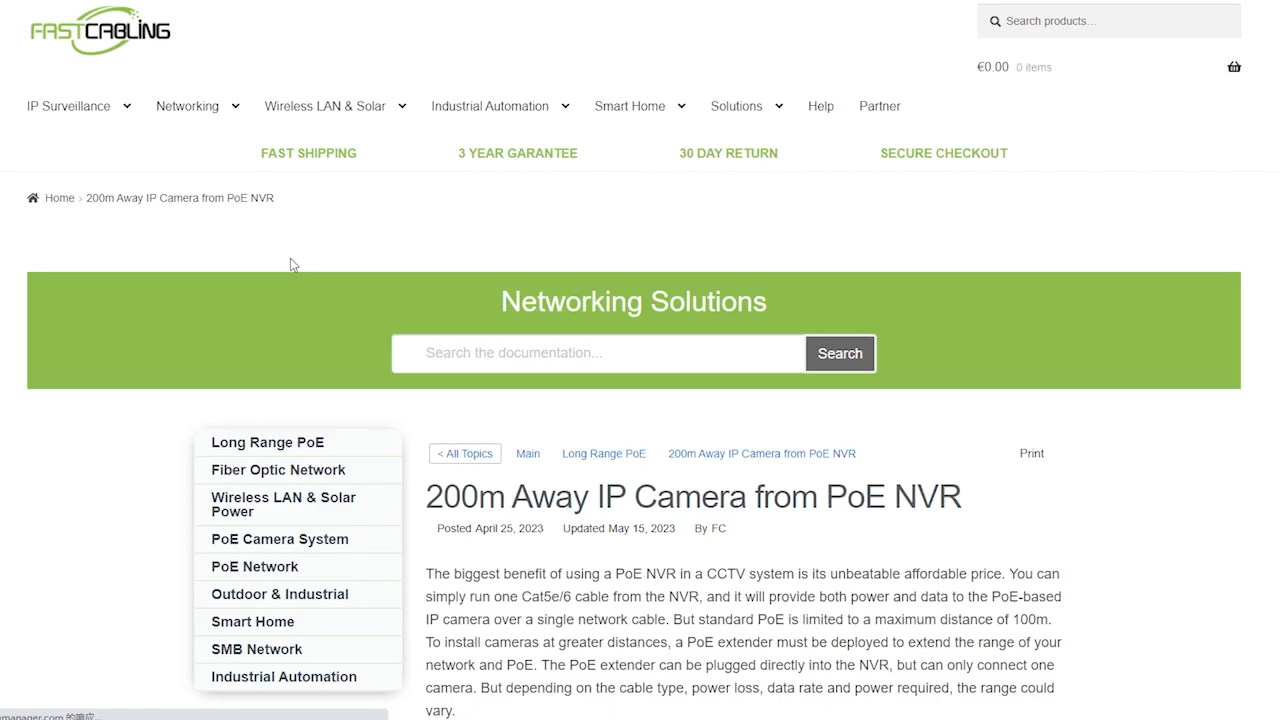 FASTCABLING
Search products…
€0.00 0 items
IP Surveillance
Networking
Wireless LAN & Solar
Industrial Automation
Smart Home
Solutions
Help
Partner
FAST SHIPPING
3 YEAR GARANTEE
30 DAY RETURN
SECURE CHECKOUT
Home › 200m Away IP Camera from PoE NVR
Networking Solutions
Search the documentation...
Search
Long Range PoE
Fiber Optic Network
Wireless LAN & Solar
Power
PoE Camera System
PoE Network
Outdoor & Industrial
Smart Home
SMB Network
Industrial Automation
< All Topics
Main
Long Range PoE
200m Away IP Camera from PoE NVR
Print
200m Away IP Camera from PoE NVR
Posted April 25, 2023 Updated May 15, 2023 By FC
The biggest benefit of using a PoE NVR in a CCTV system is its unbeatable affordable price. You can
simply run one Cat5e/6 cable from the NVR, and it will provide both power and data to the PoE-based
IP camera over a single network cable. But standard PoE is limited to a maximum distance of 100m.
To install cameras at greater distances, a PoE extender must be deployed to extend the range of your
network and PoE. The PoE extender can be plugged directly into the NVR, but can only connect one
camera. But depending on the cable type, power loss, data rate and power required, the range could
vary.